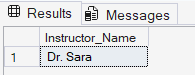 Results Messages
Instructor_Name
1 Dr. Sara